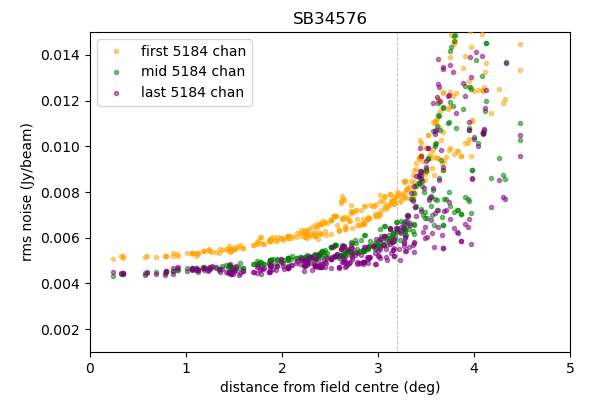 SB34576
0.014
0.012
0.010
0.008
0.006
0.004
0.002
rms noise (Jy/beam)
first 5184 chan
mid 5184 chan
last 5184 chan
0 1 2 3 4 5
distance from field centre (deg)